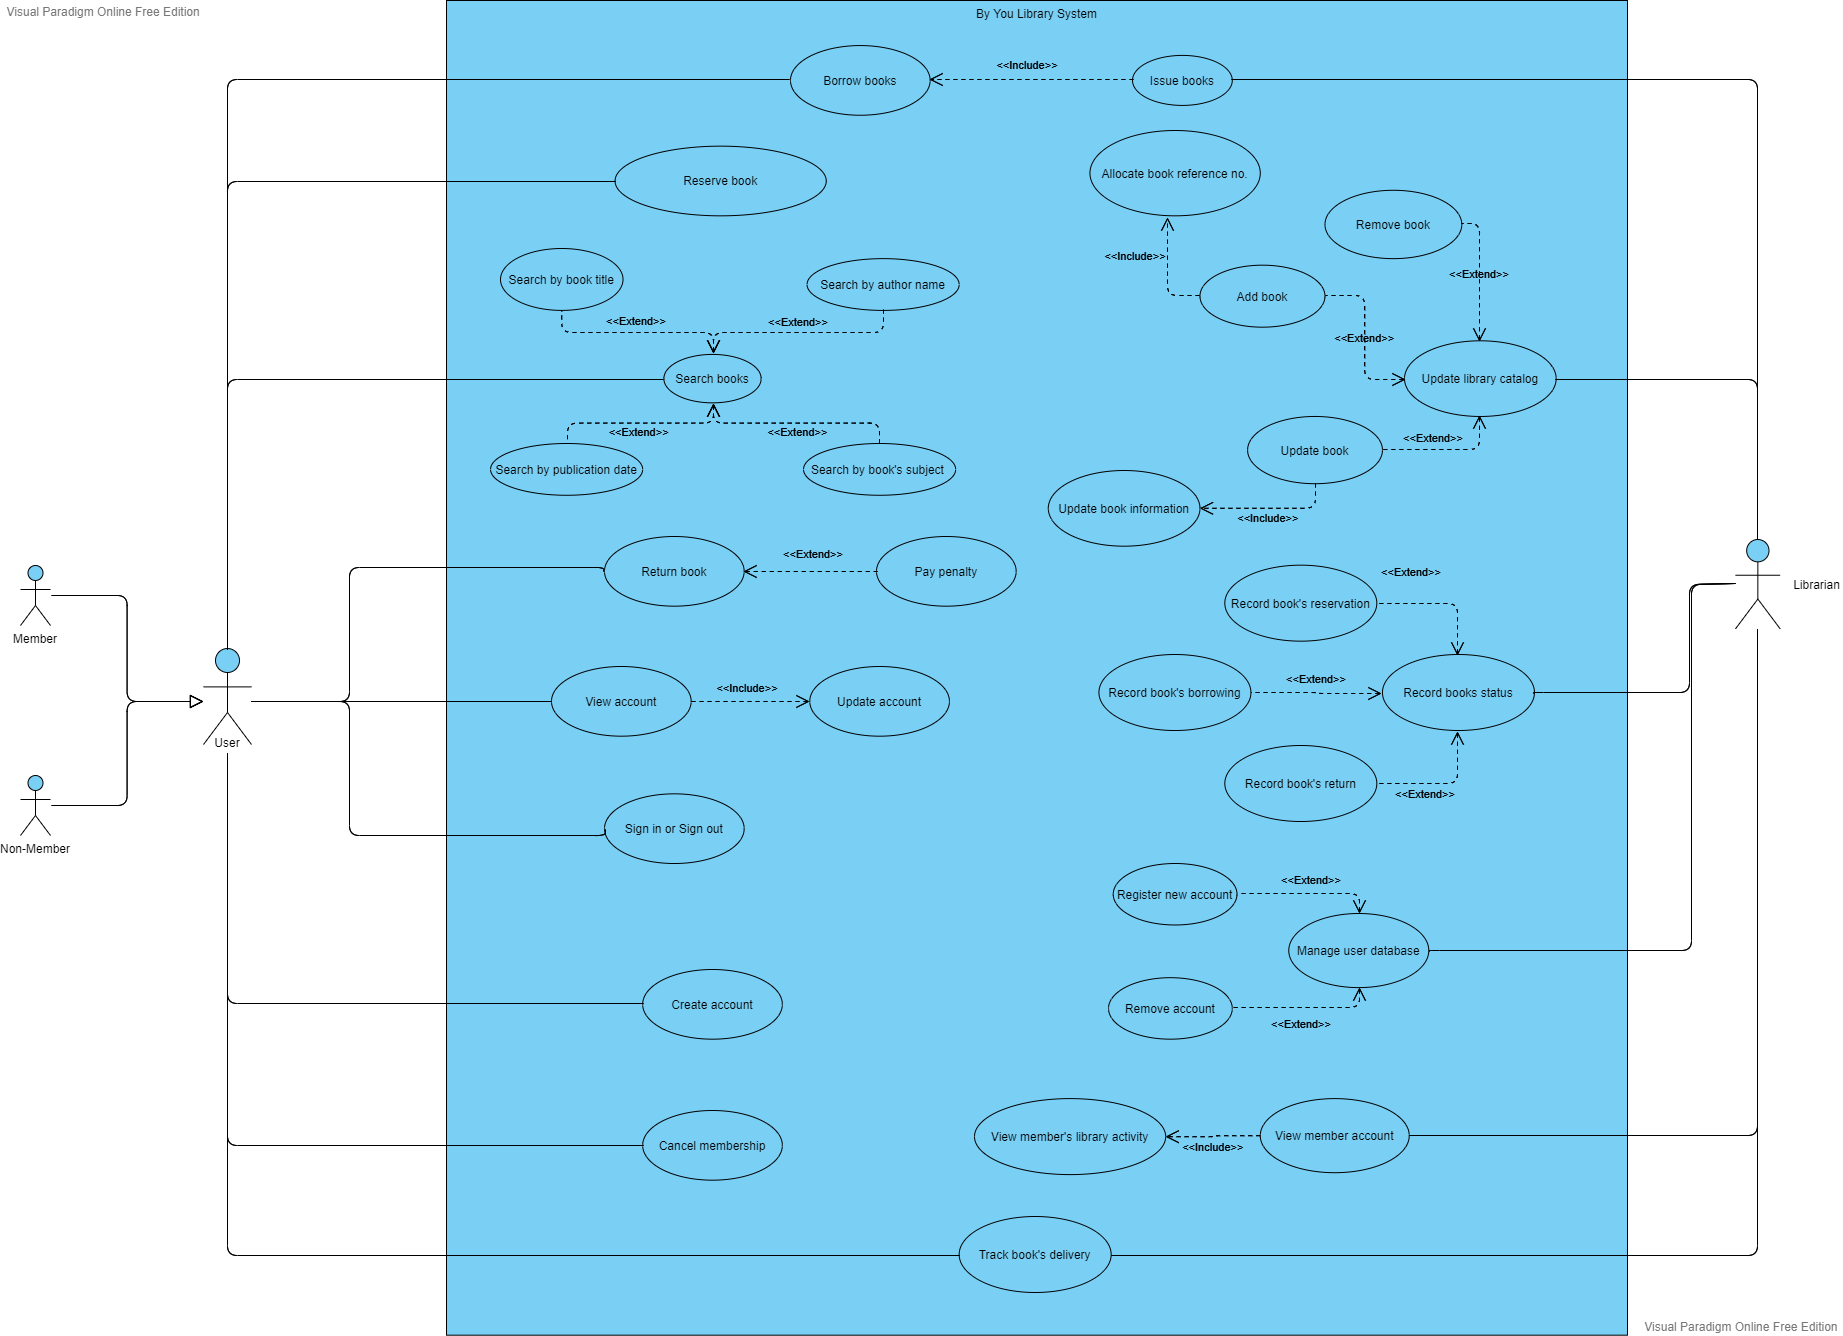 Visual Paradigm Online Free Edition
By You Library System
Borrow books
<<Include>>
Issue books
Reserve book
Allocate book reference no.
Remove book
<<Include>>
<<Extend>>
Search by book title
Search by author name
Add book
<<Extend>>
<<Extend>>
<<Extend>>
Search books
Update library catalog
<<Extend>>
<<Extend>>
<<Extend>>
Update book
Search by publication date
Search by book's subject
Update book information
<<Include>>
Return book
<<Extend>>
Pay penalty
<<Extend>>
Record book's reservation
Librarian
Member
View account
<<Include>>
Update account
Record book's borrowing
<<Extend>>
Record books status
User
Record book's return
<<Extend>>
Sign in or Sign out
Non-Member
Register new account
<<Extend>>
Manage user database
Create account
Remove account
<<Extend>>
Cancel membership
View member's library activity
<<Include>>
View member account
Track book's delivery
Visual Paradigm Online Free Edition